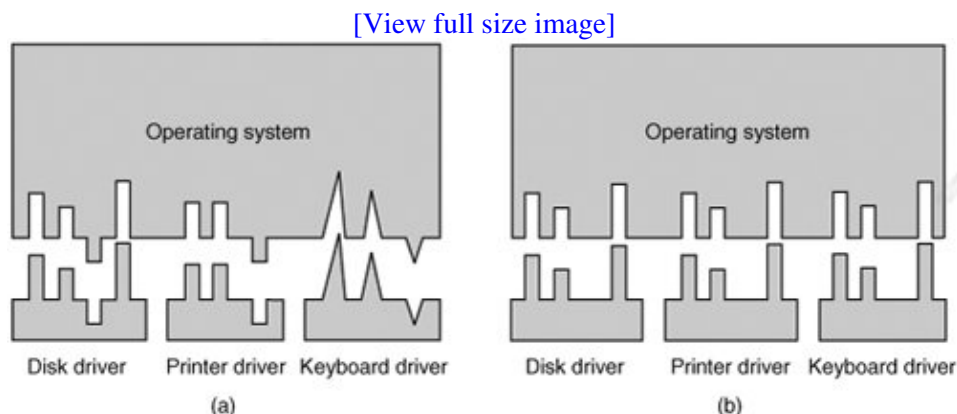 [View full size image]
Operating system
Operating system
Disk driver Printer driver Keyboard driver
Disk driver Printer driver Keyboard driver
(a)
(b)